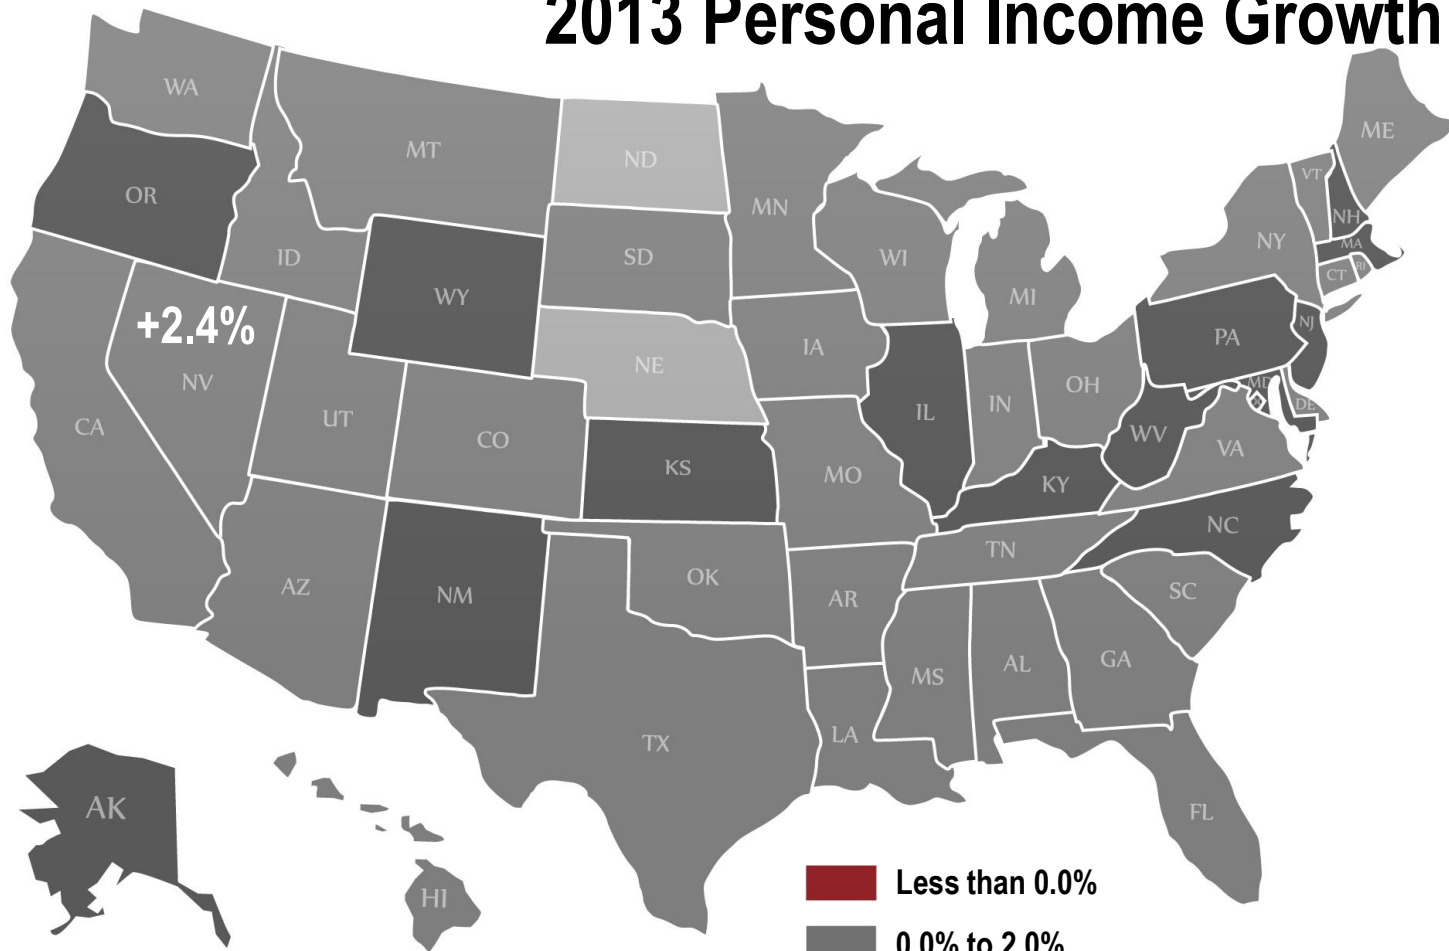 2013 Personal Income Growth
WA
ME
MT
ND
VT
OR
MN
NH
ID
SD
WI
NY
MA
WY
MI
CT
RI
+2.4%
NV
NE
IA
PA
NJ
UT
CO
IL
IN
OH
MD
DE
CA
KS
MO
WV
VA
KY
NC
AZ
NM
OK
AR
TN
SC
MS
AL
GA
TX
LA
AK
FL
HI
Less than 0.0%
0.0% to 2.0%